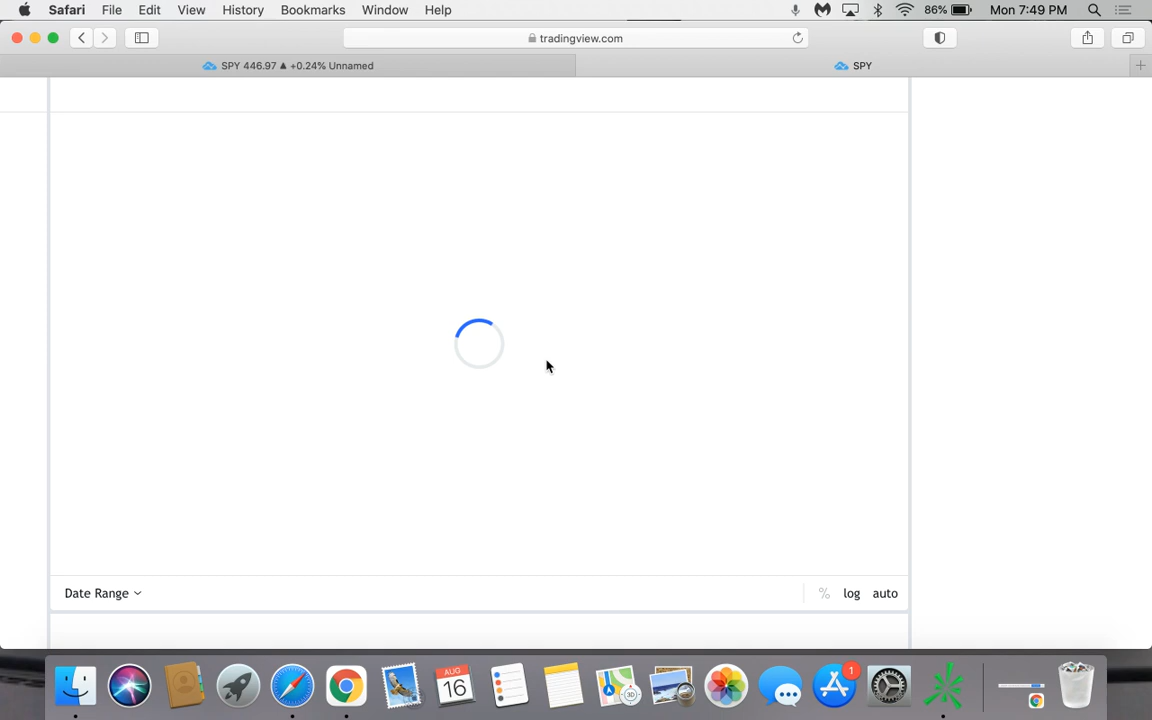 Safari File Edit View History Bookmarks Window Help 86% Mon 7:49 PM
tradingview.com
SPY 446.97 ▲ +0.24% Unnamed
SPY
Date Range
% log auto
AUG
16
3D
1